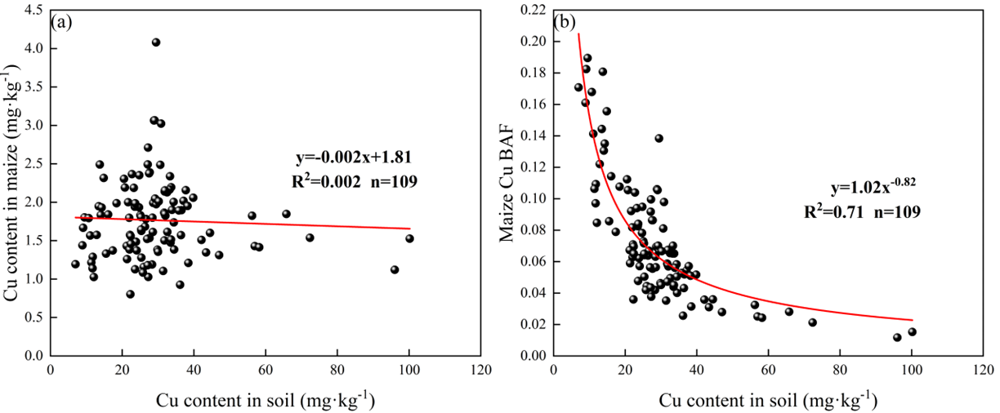 (a)
4.5
4.0
3.5
3.0
2.5
2.0
1.5
1.0
0.5
0.0
Cu content in maize (mg·kg⁻¹)
y=-0.002x+1.81
R²=0.002 n=109
0 20 40 60 80 100 120
Cu content in soil (mg·kg⁻¹)
(b)
0.22
0.20
0.18
0.16
0.14
0.12
0.10
0.08
0.06
0.04
0.02
0.00
Maize Cu BAF
y=1.02x⁻⁰·⁸²
R²=0.71 n=109
0 20 40 60 80 100 120
Cu content in soil (mg·kg⁻¹)